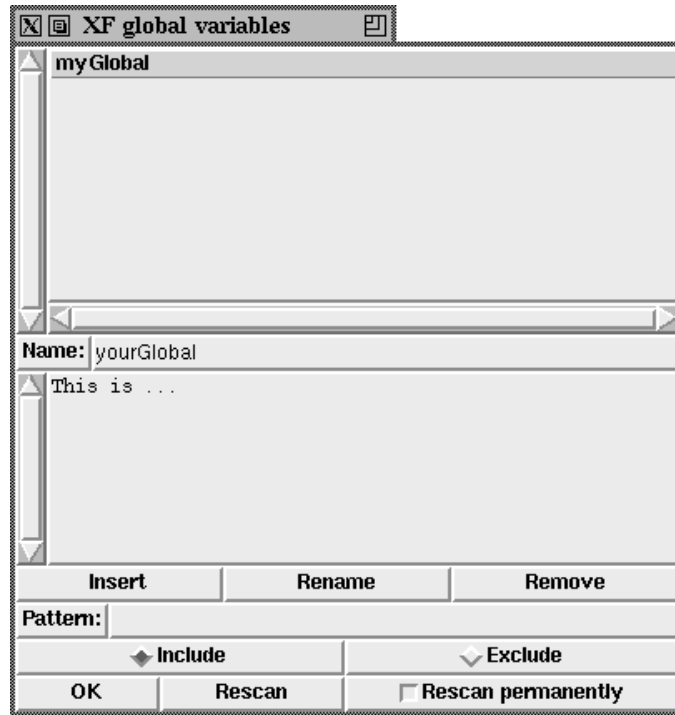 XF global variables
myGlobal
Name: yourGlobal
This is ...
Insert Rename Remove
Pattern:
Include Exclude
OK Rescan Rescan permanently